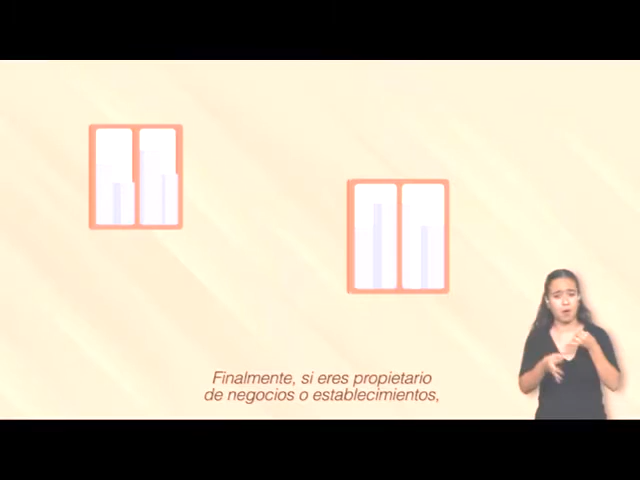 Finalmente, si eres propietario
de negocios o establecimientos,